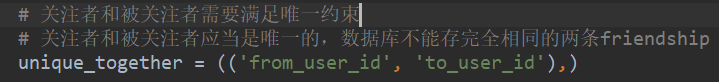 # 关注者和被关注者需要满足唯一约束
# 关注者和被关注者应当是唯一的，数据库不能存完全相同的两条friendship
unique_together = (('from_user_id', 'to_user_id'),)